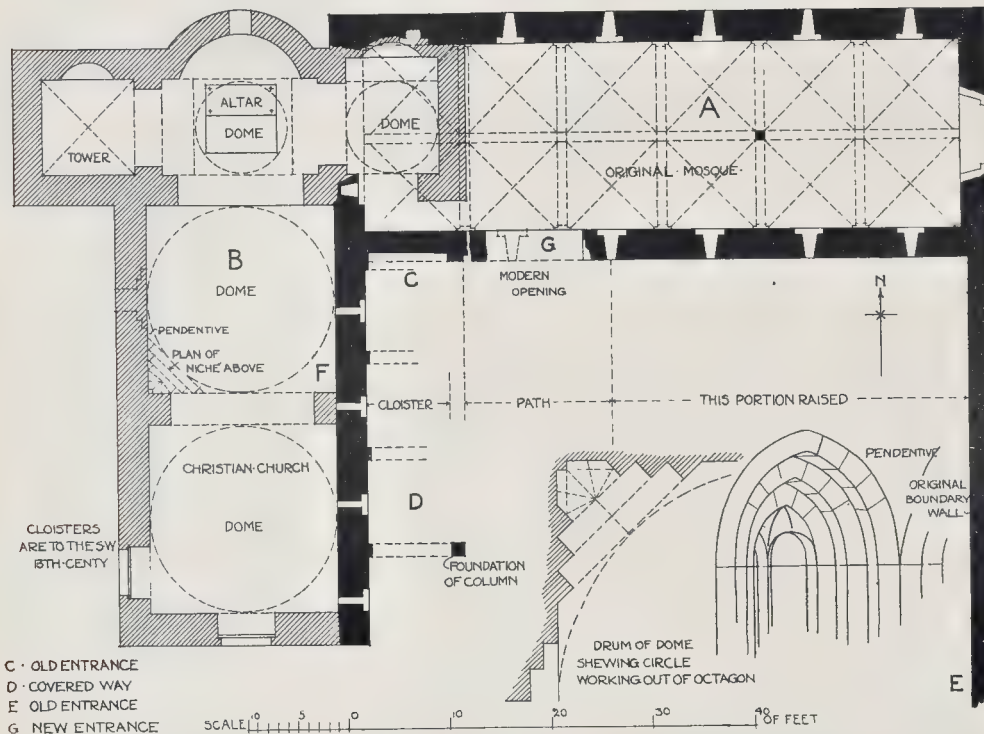 ALTAR
DOME
TOWER
DOME
A
ORIGINAL · MOSQUE ·
B
DOME
PENDENTIVE
PLAN OF
NICHE ABOVE
F
C
G
MODERN
OPENING
N
CLOISTER
PATH
THIS PORTION RAISED
CHRISTIAN · CHURCH
DOME
D
FOUNDATION
OF COLUMN
CLOISTERS
ARE TO THE S.W
13TH · CENTY
PENDENTIVE
ORIGINAL
BOUNDARY
WALL
DRUM OF DOME
SHEWING CIRCLE
WORKING OUT OF OCTAGON
E
C · OLD ENTRANCE
D · COVERED WAY
E OLD ENTRANCE
G NEW ENTRANCE
SCALE 10 5 0 10 20 30 40 OF FEET